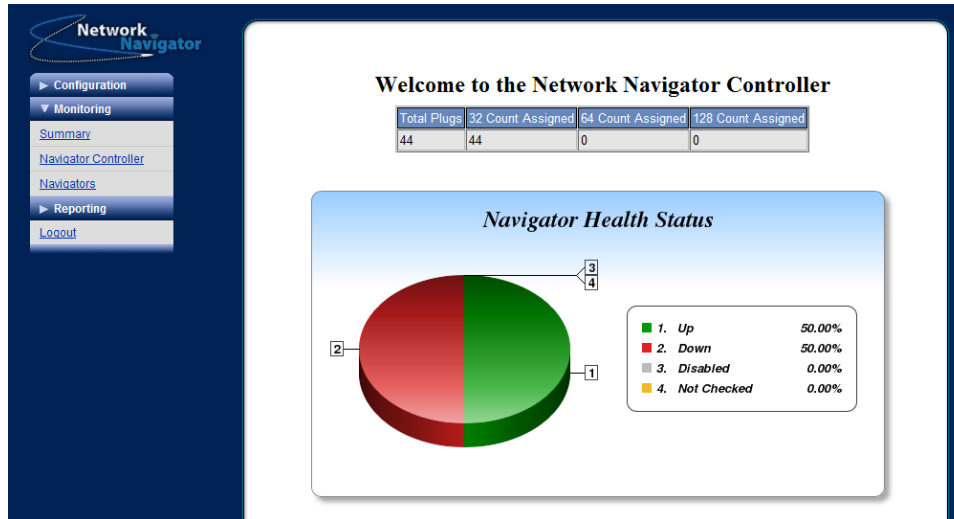 Network
Navigator
▶ Configuration
▼ Monitoring
Summary
Navigator Controller
Navigators
▶ Reporting
Logout
Welcome to the Network Navigator Controller
Total Plugs 32 Count Assigned 64 Count Assigned 128 Count Assigned
44 44 0 0
Navigator Health Status
3
4
2
1
1. Up 50.00%
2. Down 50.00%
3. Disabled 0.00%
4. Not Checked 0.00%